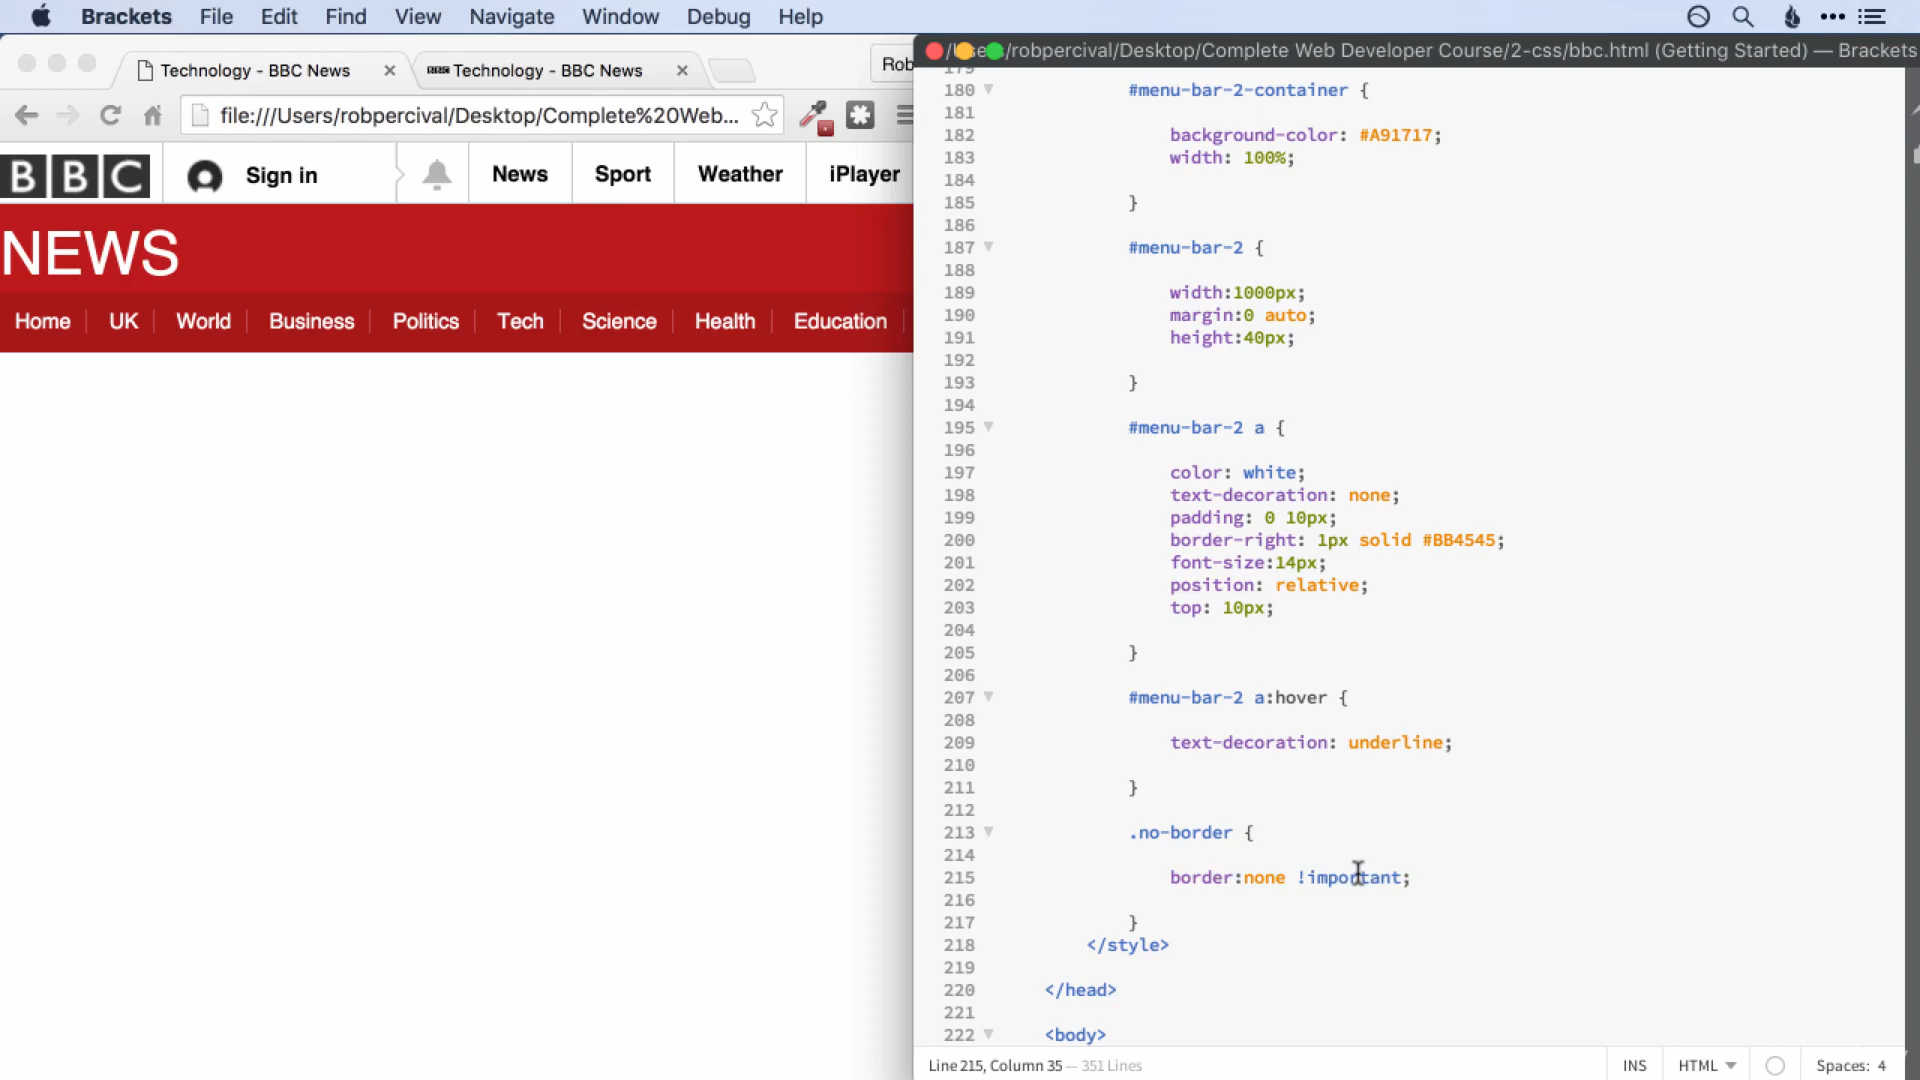 Brackets File Edit Find View Navigate Window Debug Help
Technology - BBC News
BBC Technology - BBC News
Rob
file:///Users/robpercival/Desktop/Complete%20Web...
BBC Sign in News Sport Weather iPlayer
NEWS
Home UK World Business Politics Tech Science Health Education
/Users/robpercival/Desktop/Complete Web Developer Course/2-css/bbc.html (Getting Started) — Brackets
179
180 #menu-bar-2-container {
181
182 background-color: #A91717;
183 width: 100%;
184
185 }
186
187 #menu-bar-2 {
188
189 width:1000px;
190 margin:0 auto;
191 height:40px;
192
193 }
194
195 #menu-bar-2 a {
196
197 color: white;
198 text-decoration: none;
199 padding: 0 10px;
200 border-right: 1px solid #BB4545;
201 font-size:14px;
202 position: relative;
203 top: 10px;
204
205 }
206
207 #menu-bar-2 a:hover {
208
209 text-decoration: underline;
210
211 }
212
213 .no-border {
214
215 border:none !important;
216
217 }
218 </style>
219
220 </head>
221
222 <body>
Line 215, Column 35 — 351 Lines INS HTML Spaces: 4